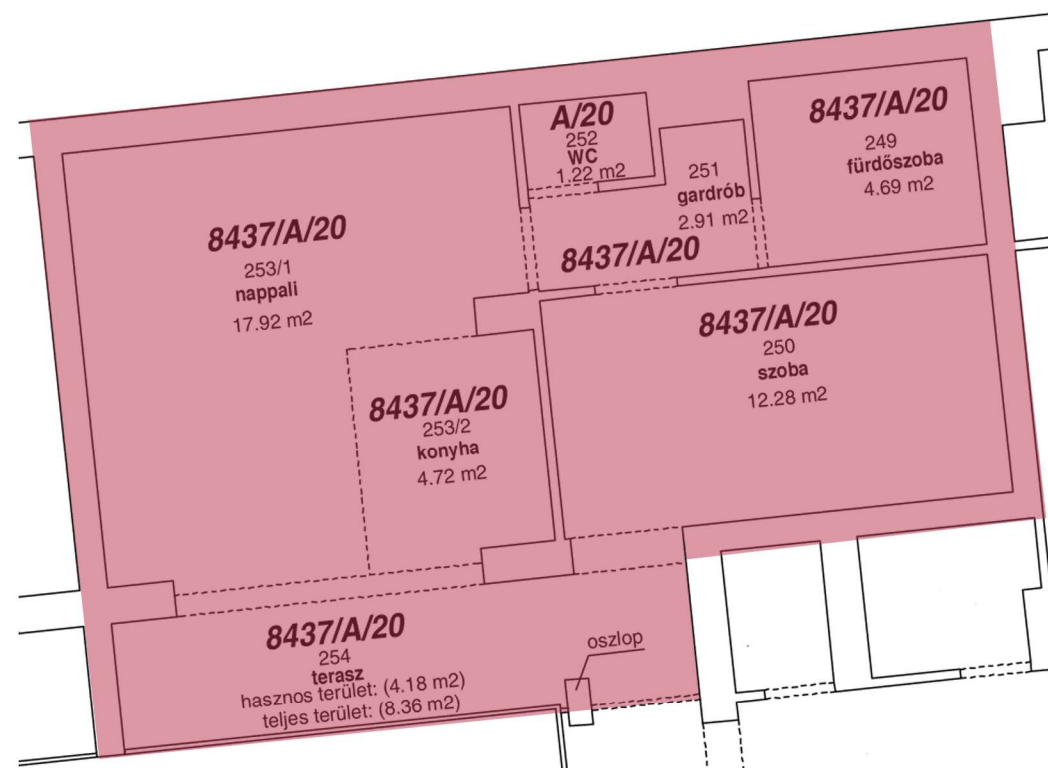 A/20
252
WC
1.22 m2
8437/A/20
249
fürdőszoba
4.69 m2
251
gardrób
2.91 m2
8437/A/20
253/1
nappali
17.92 m2
8437/A/20
8437/A/20
250
szoba
12.28 m2
8437/A/20
253/2
konyha
4.72 m2
8437/A/20
254
terasz
hasznos terület: (4.18 m2)
teljes terület: (8.36 m2)
oszlop